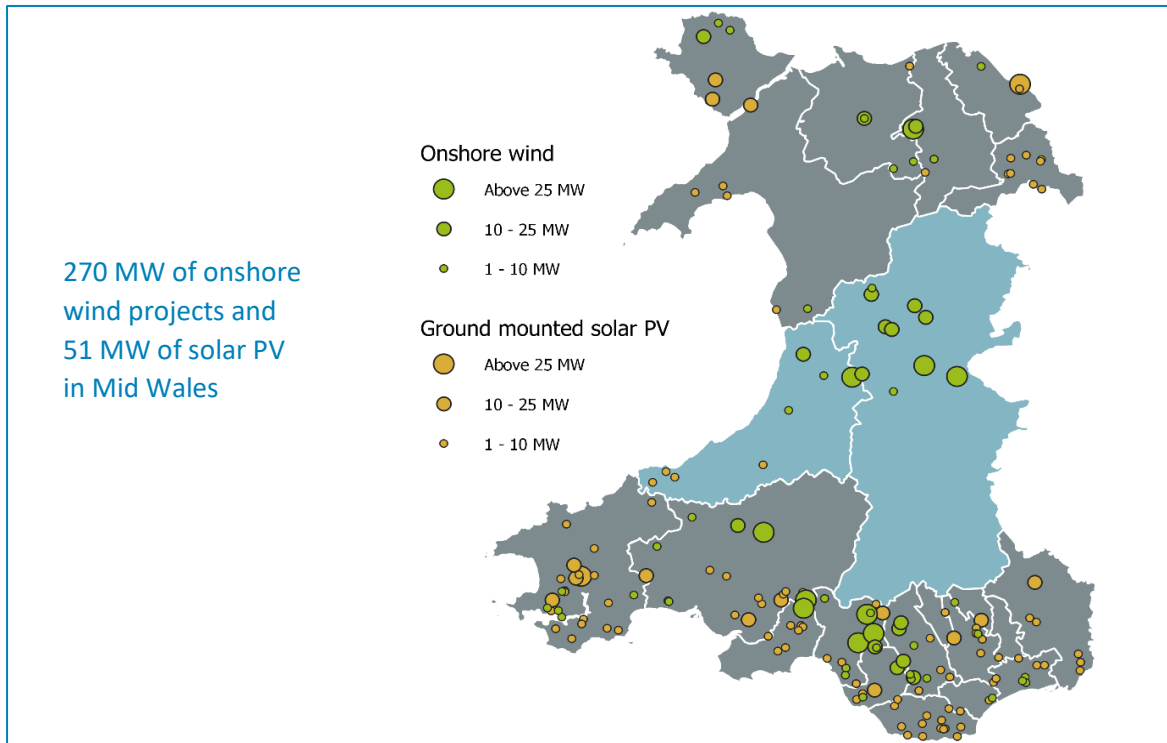 Onshore wind
Above 25 MW
10 - 25 MW
1 - 10 MW
270 MW of onshore
wind projects and
51 MW of solar PV
in Mid Wales
Ground mounted solar PV
Above 25 MW
10 - 25 MW
1 - 10 MW